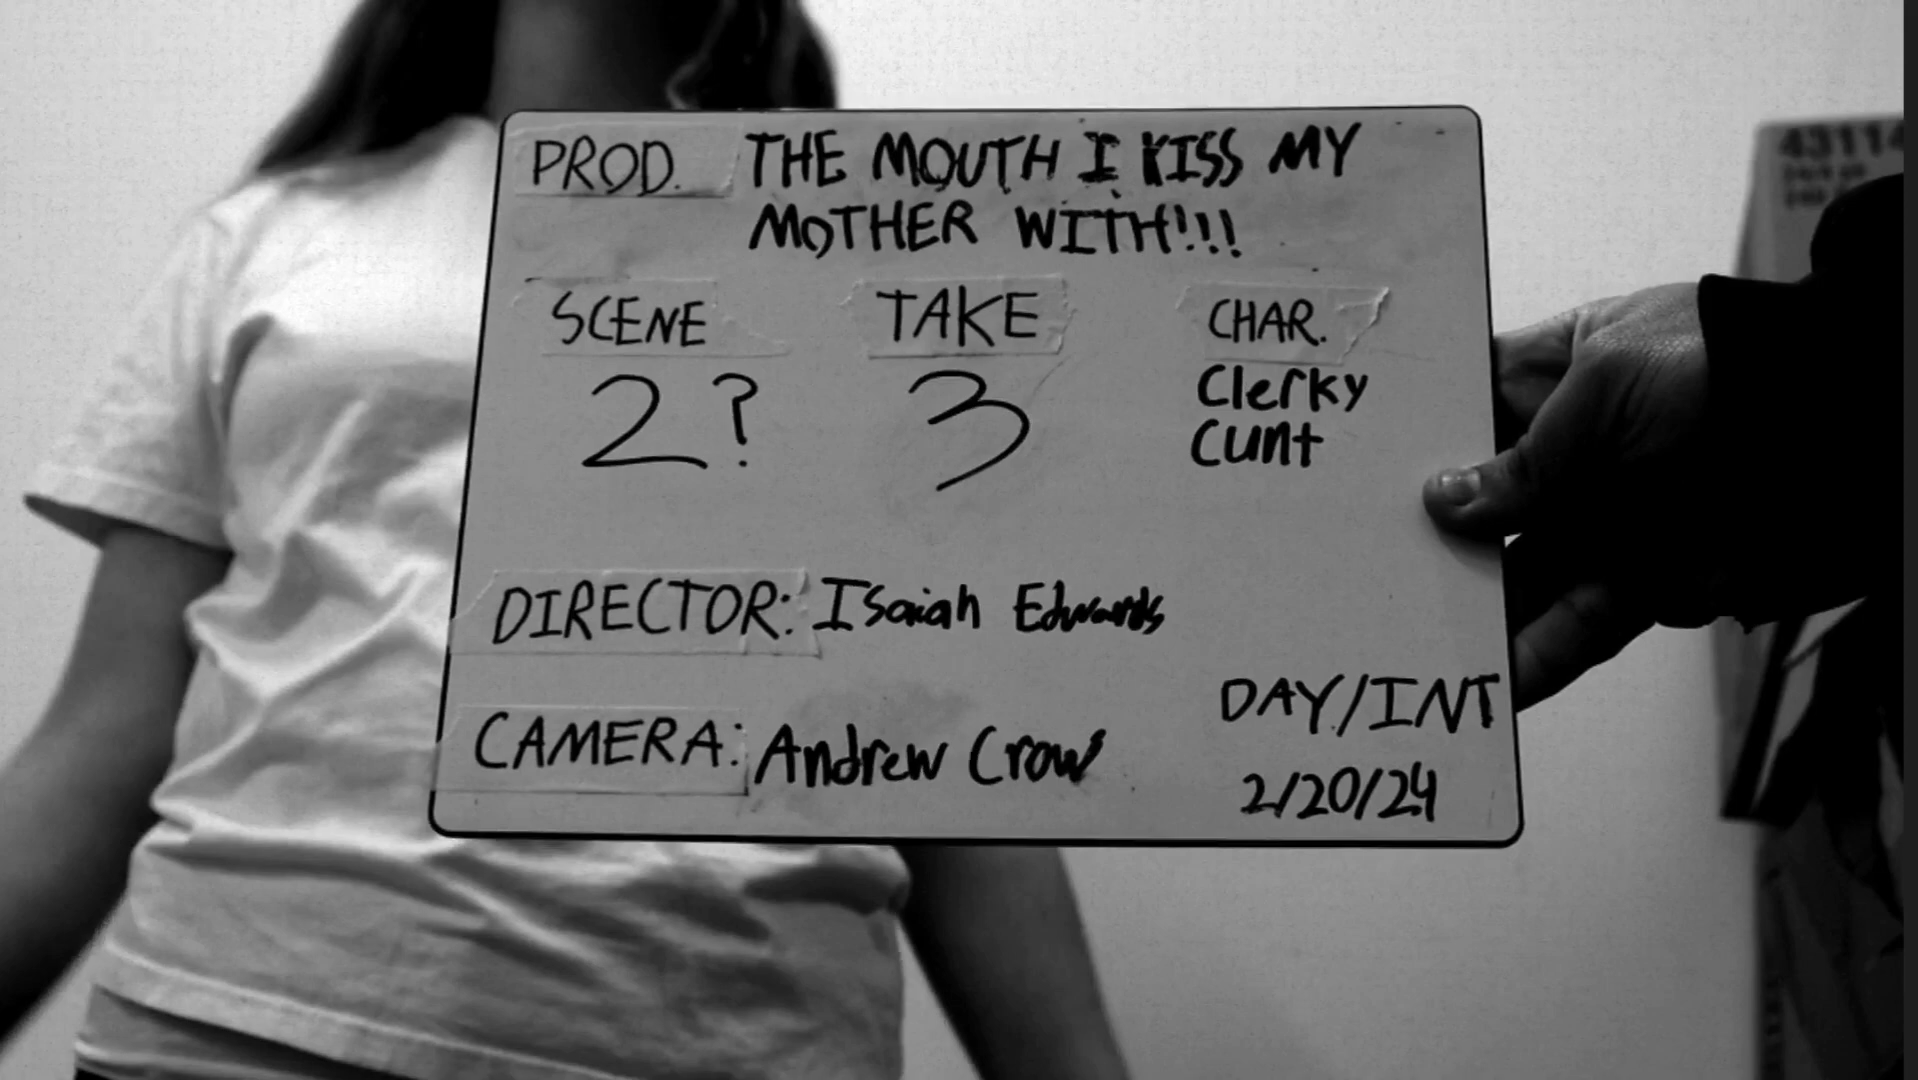 PROD. THE MOUTH I KISS MY
MOTHER WITH!!!
SCENE TAKE CHAR.
2? 3 Clerky
Cunt
DIRECTOR: Isaiah Edwards
CAMERA: Andrew Crow
DAY/INT
2/20/24
43114